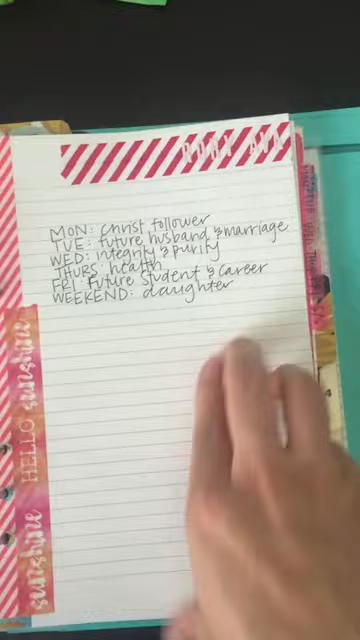 MON: christ follower
TUE: future husband & marriage
WED: integrity & purity
THURS: health
FRI: future student & career
WEEKEND: daughter
HELLO sunshine
sunshine